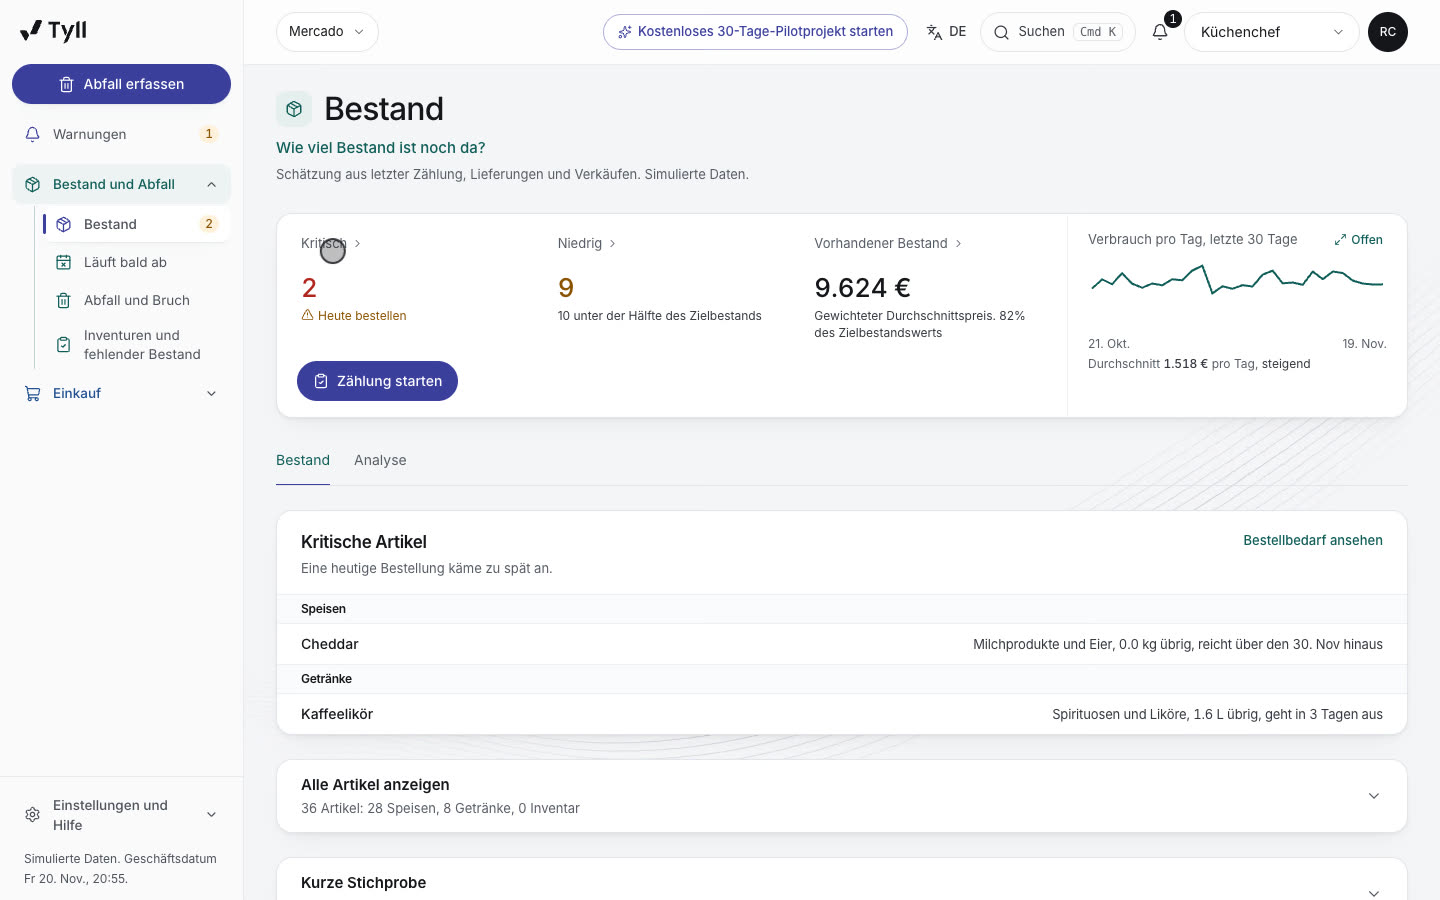 Tyll
Mercado
Kostenloses 30-Tage-Pilotprojekt starten
DE
Suchen
Cmd K
1
Küchenchef
RC
Abfall erfassen
Warnungen
1
Bestand und Abfall
Bestand
2
Läuft bald ab
Abfall und Bruch
Inventuren und
fehlender Bestand
Einkauf
Einstellungen und
Hilfe
Simulierte Daten. Geschäftsdatum
Fr 20. Nov., 20:55.
Bestand
Wie viel Bestand ist noch da?
Schätzung aus letzter Zählung, Lieferungen und Verkäufen. Simulierte Daten.
Kritisch
2
Heute bestellen
Niedrig
9
10 unter der Hälfte des Zielbestands
Vorhandener Bestand
9.624 €
Gewichteter Durchschnittspreis. 82%
des Zielbestandswerts
Zählung starten
Verbrauch pro Tag, letzte 30 Tage
Offen
21. Okt.
19. Nov.
Durchschnitt 1.518 € pro Tag, steigend
Bestand
Analyse
Kritische Artikel
Bestellbedarf ansehen
Eine heutige Bestellung käme zu spät an.
Speisen
Cheddar
Milchprodukte und Eier, 0.0 kg übrig, reicht über den 30. Nov hinaus
Getränke
Kaffeelikör
Spirituosen und Liköre, 1.6 L übrig, geht in 3 Tagen aus
Alle Artikel anzeigen
36 Artikel: 28 Speisen, 8 Getränke, 0 Inventar
Kurze Stichprobe